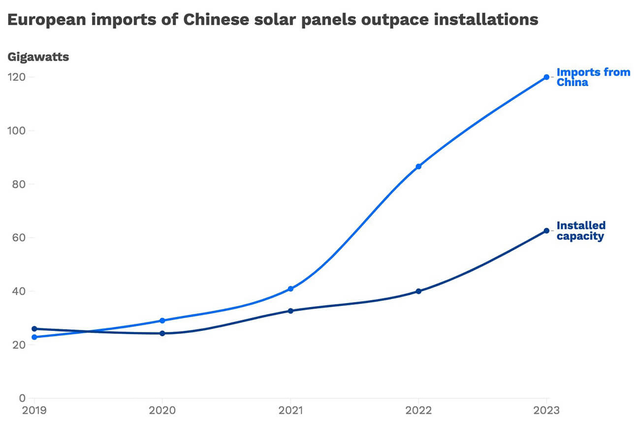 European imports of Chinese solar panels outpace installations
Gigawatts
120
100
80
60
40
20
0
Imports from
China
Installed
capacity
2019
2020
2021
2022
2023